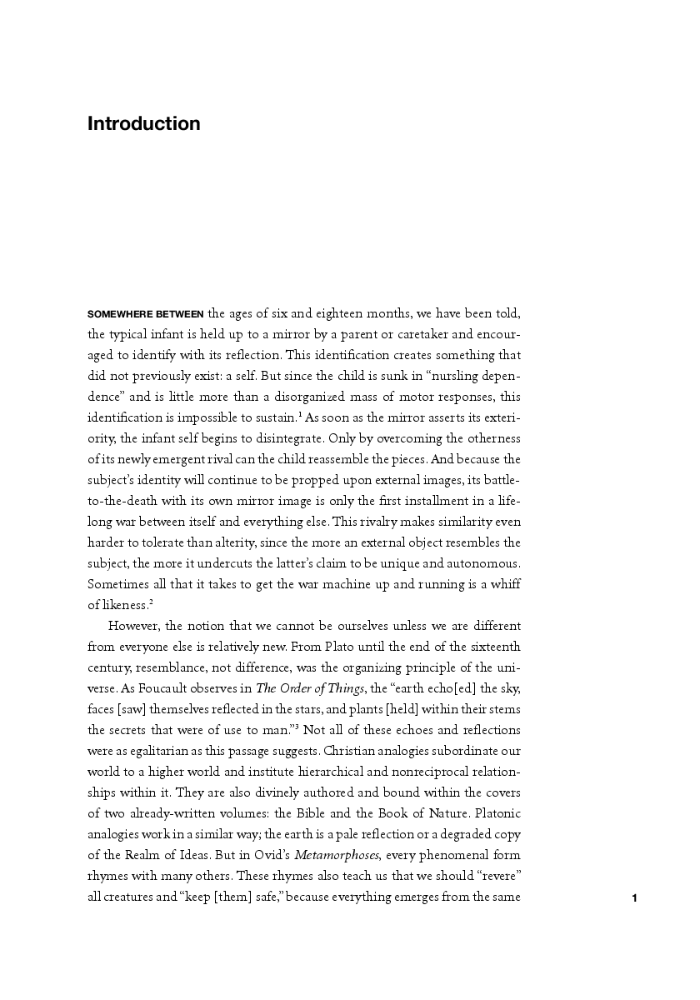 Introduction
SOMEWHERE BETWEEN the ages of six and eighteen months, we have been told,
the typical infant is held up to a mirror by a parent or caretaker and encour-
aged to identify with its reflection. This identification creates something that
did not previously exist: a self. But since the child is sunk in “nursling depen-
dence” and is little more than a disorganized mass of motor responses, this
identification is impossible to sustain.¹ As soon as the mirror asserts its exteri-
ority, the infant self begins to disintegrate. Only by overcoming the otherness
of its newly emergent rival can the child reassemble the pieces. And because the
subject’s identity will continue to be propped upon external images, its battle-
to-the-death with its own mirror image is only the first installment in a life-
long war between itself and everything else. This rivalry makes similarity even
harder to tolerate than alterity, since the more an external object resembles the
subject, the more it undercuts the latter’s claim to be unique and autonomous.
Sometimes all that it takes to get the war machine up and running is a whiff
of likeness.²
However, the notion that we cannot be ourselves unless we are different
from everyone else is relatively new. From Plato until the end of the sixteenth
century, resemblance, not difference, was the organizing principle of the uni-
verse. As Foucault observes in The Order of Things, the “earth echo[ed] the sky,
faces [saw] themselves reflected in the stars, and plants [held] within their stems
the secrets that were of use to man.”³ Not all of these echoes and reflections
were as egalitarian as this passage suggests. Christian analogies subordinate our
world to a higher world and institute hierarchical and nonreciprocal relation-
ships within it. They are also divinely authored and bound within the covers
of two already-written volumes: the Bible and the Book of Nature. Platonic
analogies work in a similar way; the earth is a pale reflection or a degraded copy
of the Realm of Ideas. But in Ovid’s Metamorphoses, every phenomenal form
rhymes with many others. These rhymes also teach us that we should “revere”
all creatures and “keep [them] safe,” because everything emerges from the same
1